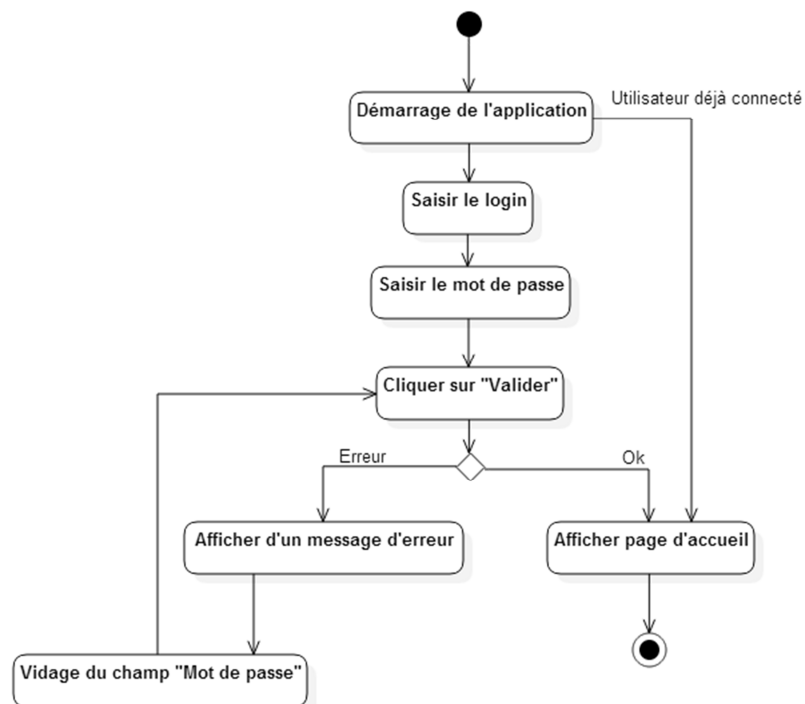 Démarrage de l'application
Utilisateur déjà connecté
Saisir le login
Saisir le mot de passe
Cliquer sur "Valider"
Erreur
Ok
Afficher d'un message d'erreur
Afficher page d'accueil
Vidage du champ "Mot de passe"